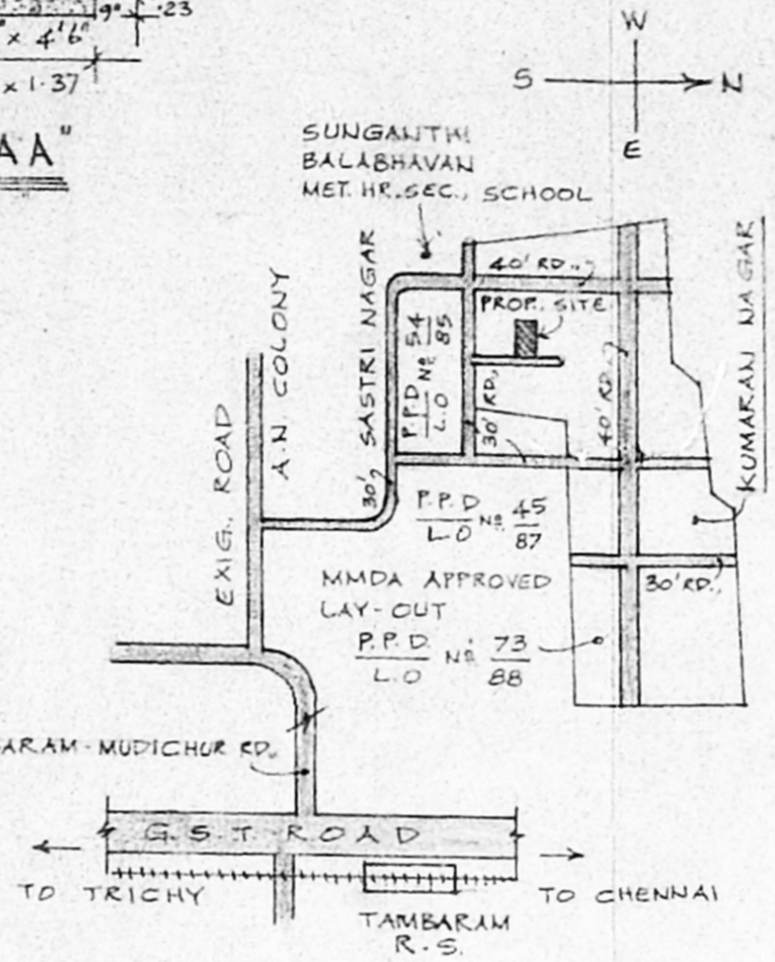 9" .23
" x 4'6"
x 1.37
AA"
W
S N
E
SUNGANTHI
BALABHAVAN
MET. HR. SEC., SCHOOL
40' RD.,
PROP. SITE
SASTRI NAGAR
A.N. COLONY
EXIG. ROAD
P.P.D
L.O
Nº 54
85
30' RD.,
40' RD.,
KUMARAN NAGAR
30'
30'
P.P.D
L.O
Nº 45
87
30' RD.,
MMDA APPROVED
LAY-OUT
P.P.D.
L.O
Nº 73
88
ARAM-MUDICHUR RD.,
G.S.T. ROAD
TO TRICHY
TO CHENNAI
TAMBARAM
R.S.